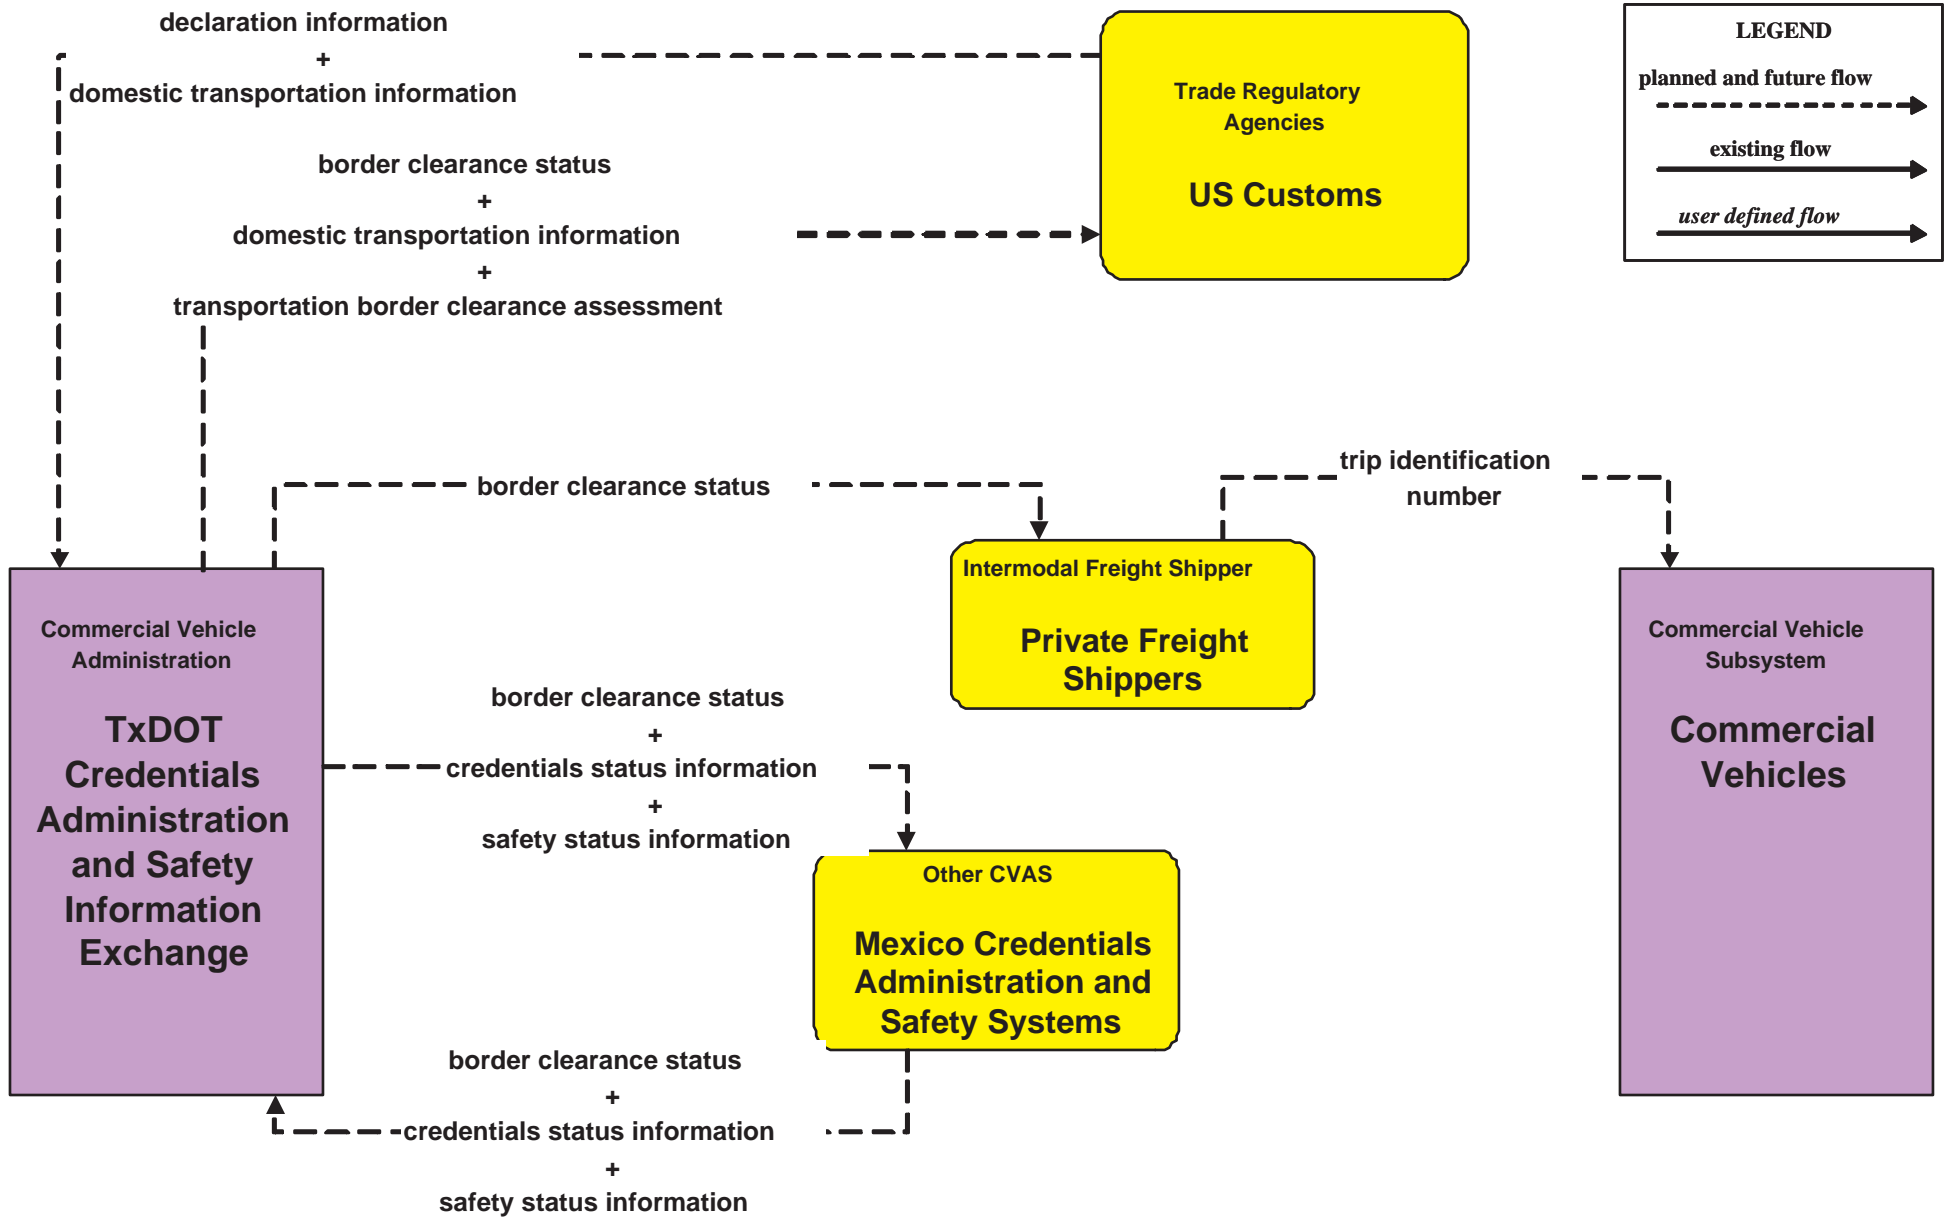 declaration information
+
domestic transportation information
border clearance status
+
domestic transportation information
+
transportation border clearance assessment
Trade Regulatory
Agencies
US Customs
LEGEND
planned and future flow
existing flow
user defined flow
border clearance status
trip identification
number
Intermodal Freight Shipper
Private Freight
Shippers
Commercial Vehicle
Administration
TxDOT
Credentials
Administration
and Safety
Information
Exchange
Commercial Vehicle
Subsystem
Commercial
Vehicles
border clearance status
+
credentials status information
+
safety status information
Other CVAS
Mexico Credentials
Administration and
Safety Systems
border clearance status
+
credentials status information
+
safety status information